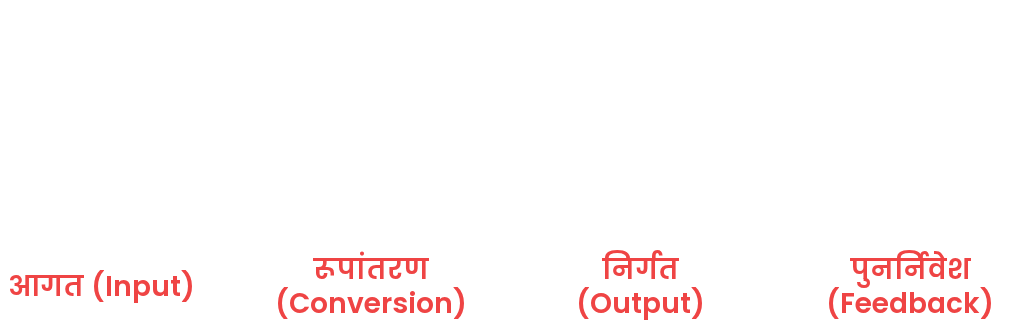 आगत (Input)
रूपांतरण
(Conversion)
निर्गत
(Output)
पुनर्निवेश
(Feedback)